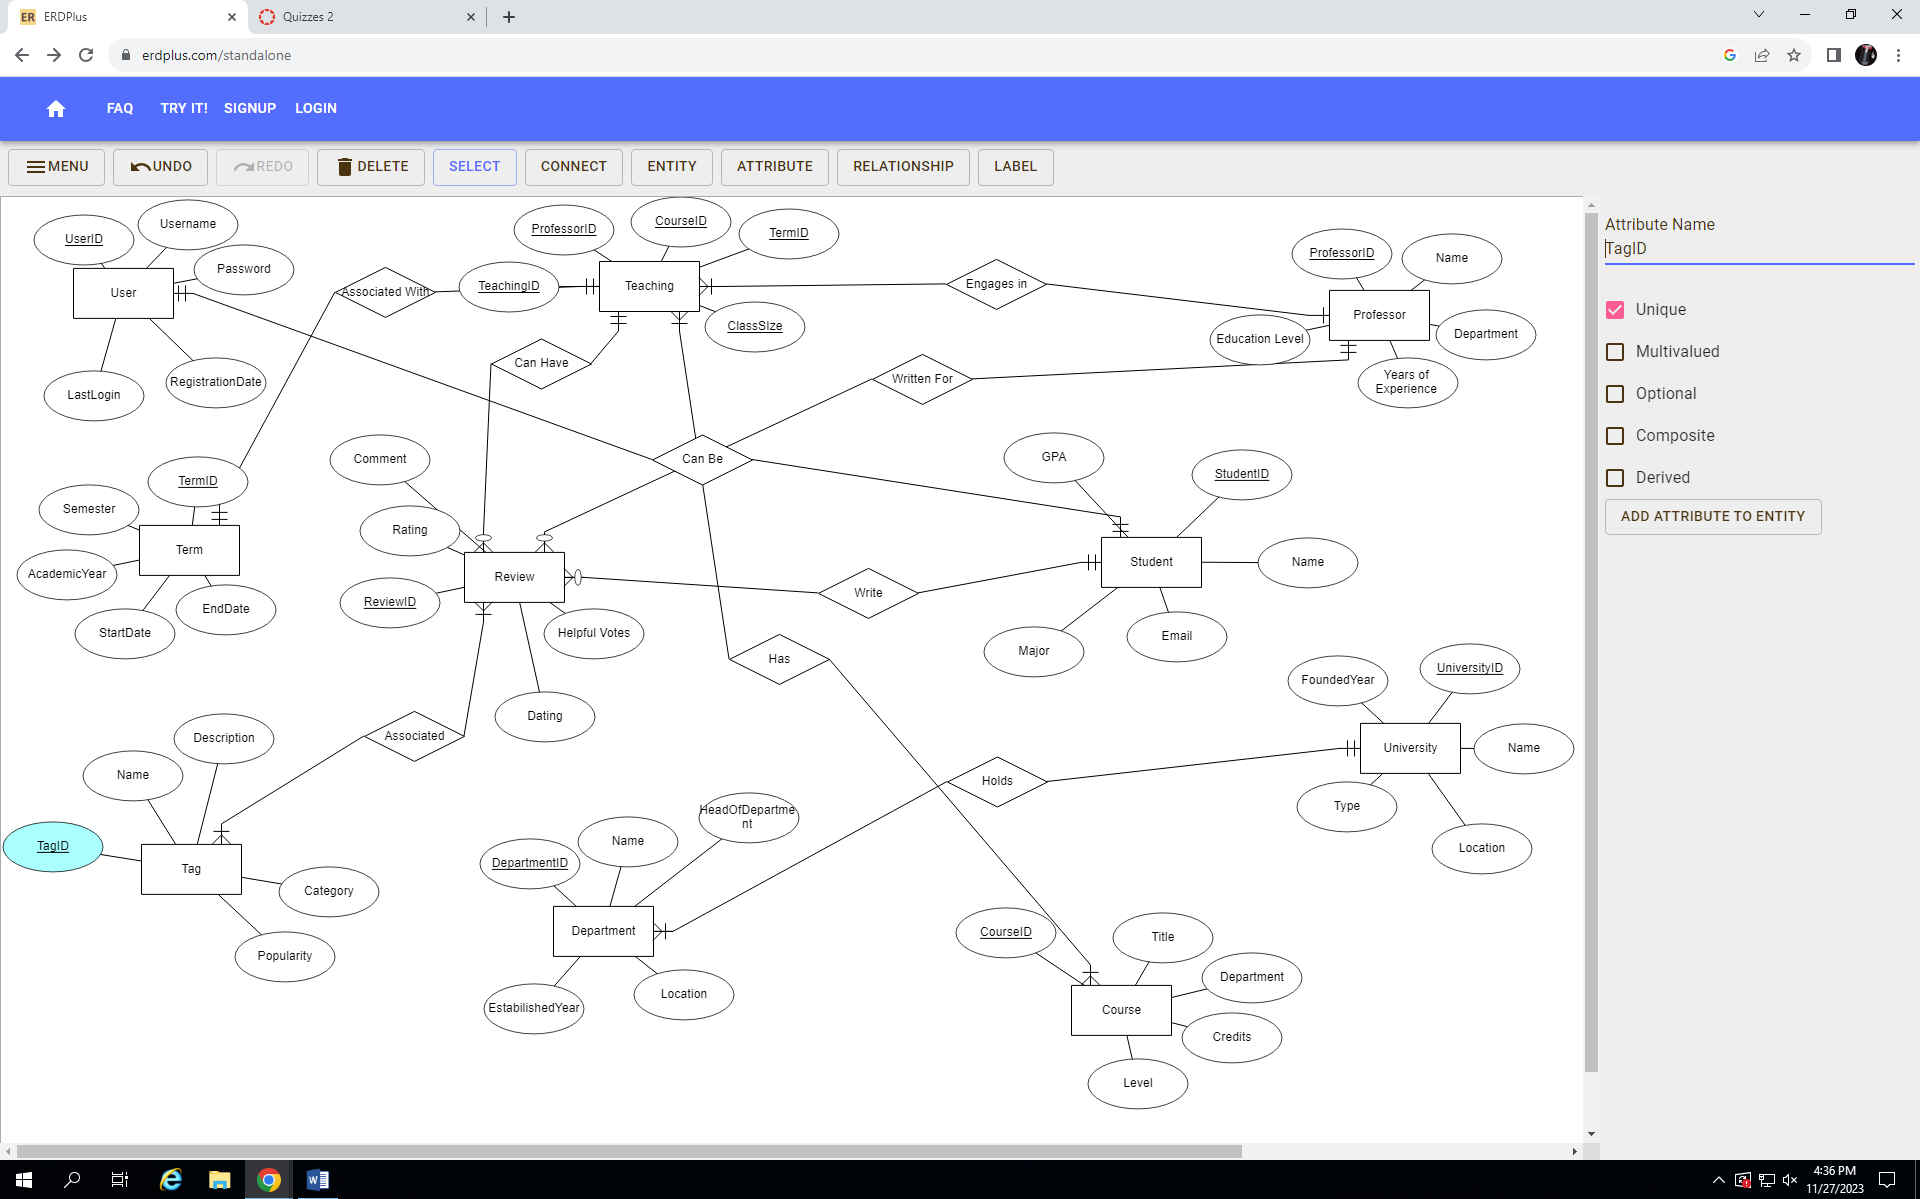 ERDPlus
Quizzes 2
erdplus.com/standalone
FAQ
TRY IT!
SIGNUP
LOGIN
MENU
UNDO
REDO
DELETE
SELECT
CONNECT
ENTITY
ATTRIBUTE
RELATIONSHIP
LABEL
UserID
Username
Password
User
LastLogin
RegistrationDate
Associated With
ProfessorID
CourseID
TermID
TeachingID
Teaching
ClassSIze
Can Have
Engages in
ProfessorID
Name
Professor
Education Level
Department
Years of
Experience
Written For
Can Be
Comment
Rating
ReviewID
Review
Helpful Votes
Dating
TermID
Semester
Term
AcademicYear
StartDate
EndDate
GPA
StudentID
Student
Name
Major
Email
Write
Has
Associated
Description
Name
TagID
Tag
Category
Popularity
DepartmentID
Name
HeadOfDepartme
nt
Department
EstabilishedYear
Location
Holds
FoundedYear
UniversityID
University
Name
Type
Location
CourseID
Title
Department
Course
Credits
Level
Attribute Name
TagID
Unique
Multivalued
Optional
Composite
Derived
ADD ATTRIBUTE TO ENTITY
4:36 PM
11/27/2023